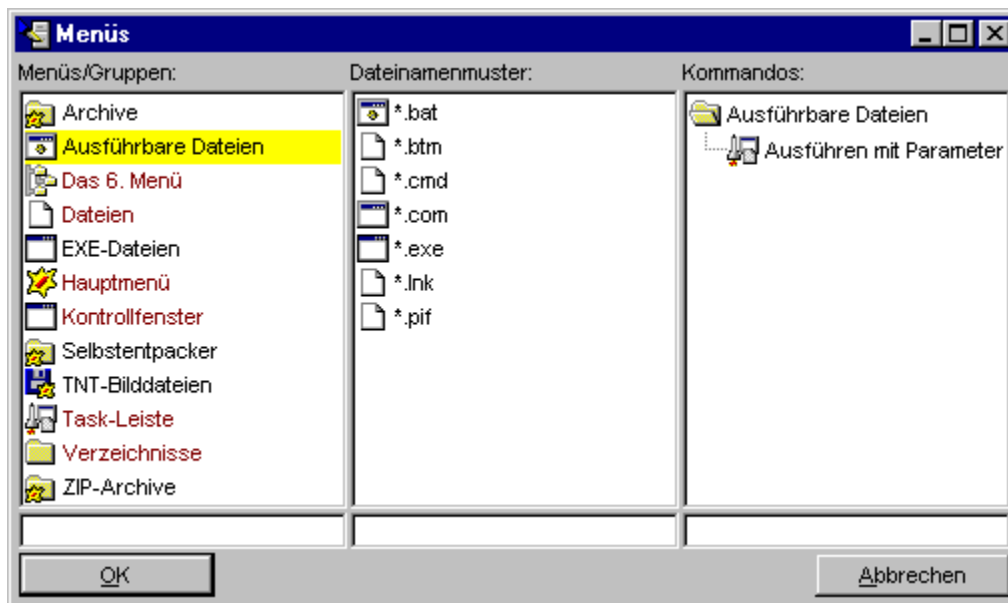 Menüs
Menüs/Gruppen:
Archive
Ausführbare Dateien
Das 6. Menü
Dateien
EXE-Dateien
Hauptmenü
Kontrollfenster
Selbstentpacker
TNT-Bilddateien
Task-Leiste
Verzeichnisse
ZIP-Archive
Dateinamenmuster:
*.bat
*.btm
*.cmd
*.com
*.exe
*.lnk
*.pif
Kommandos:
Ausführbare Dateien
Ausführen mit Parameter
OK
Abbrechen